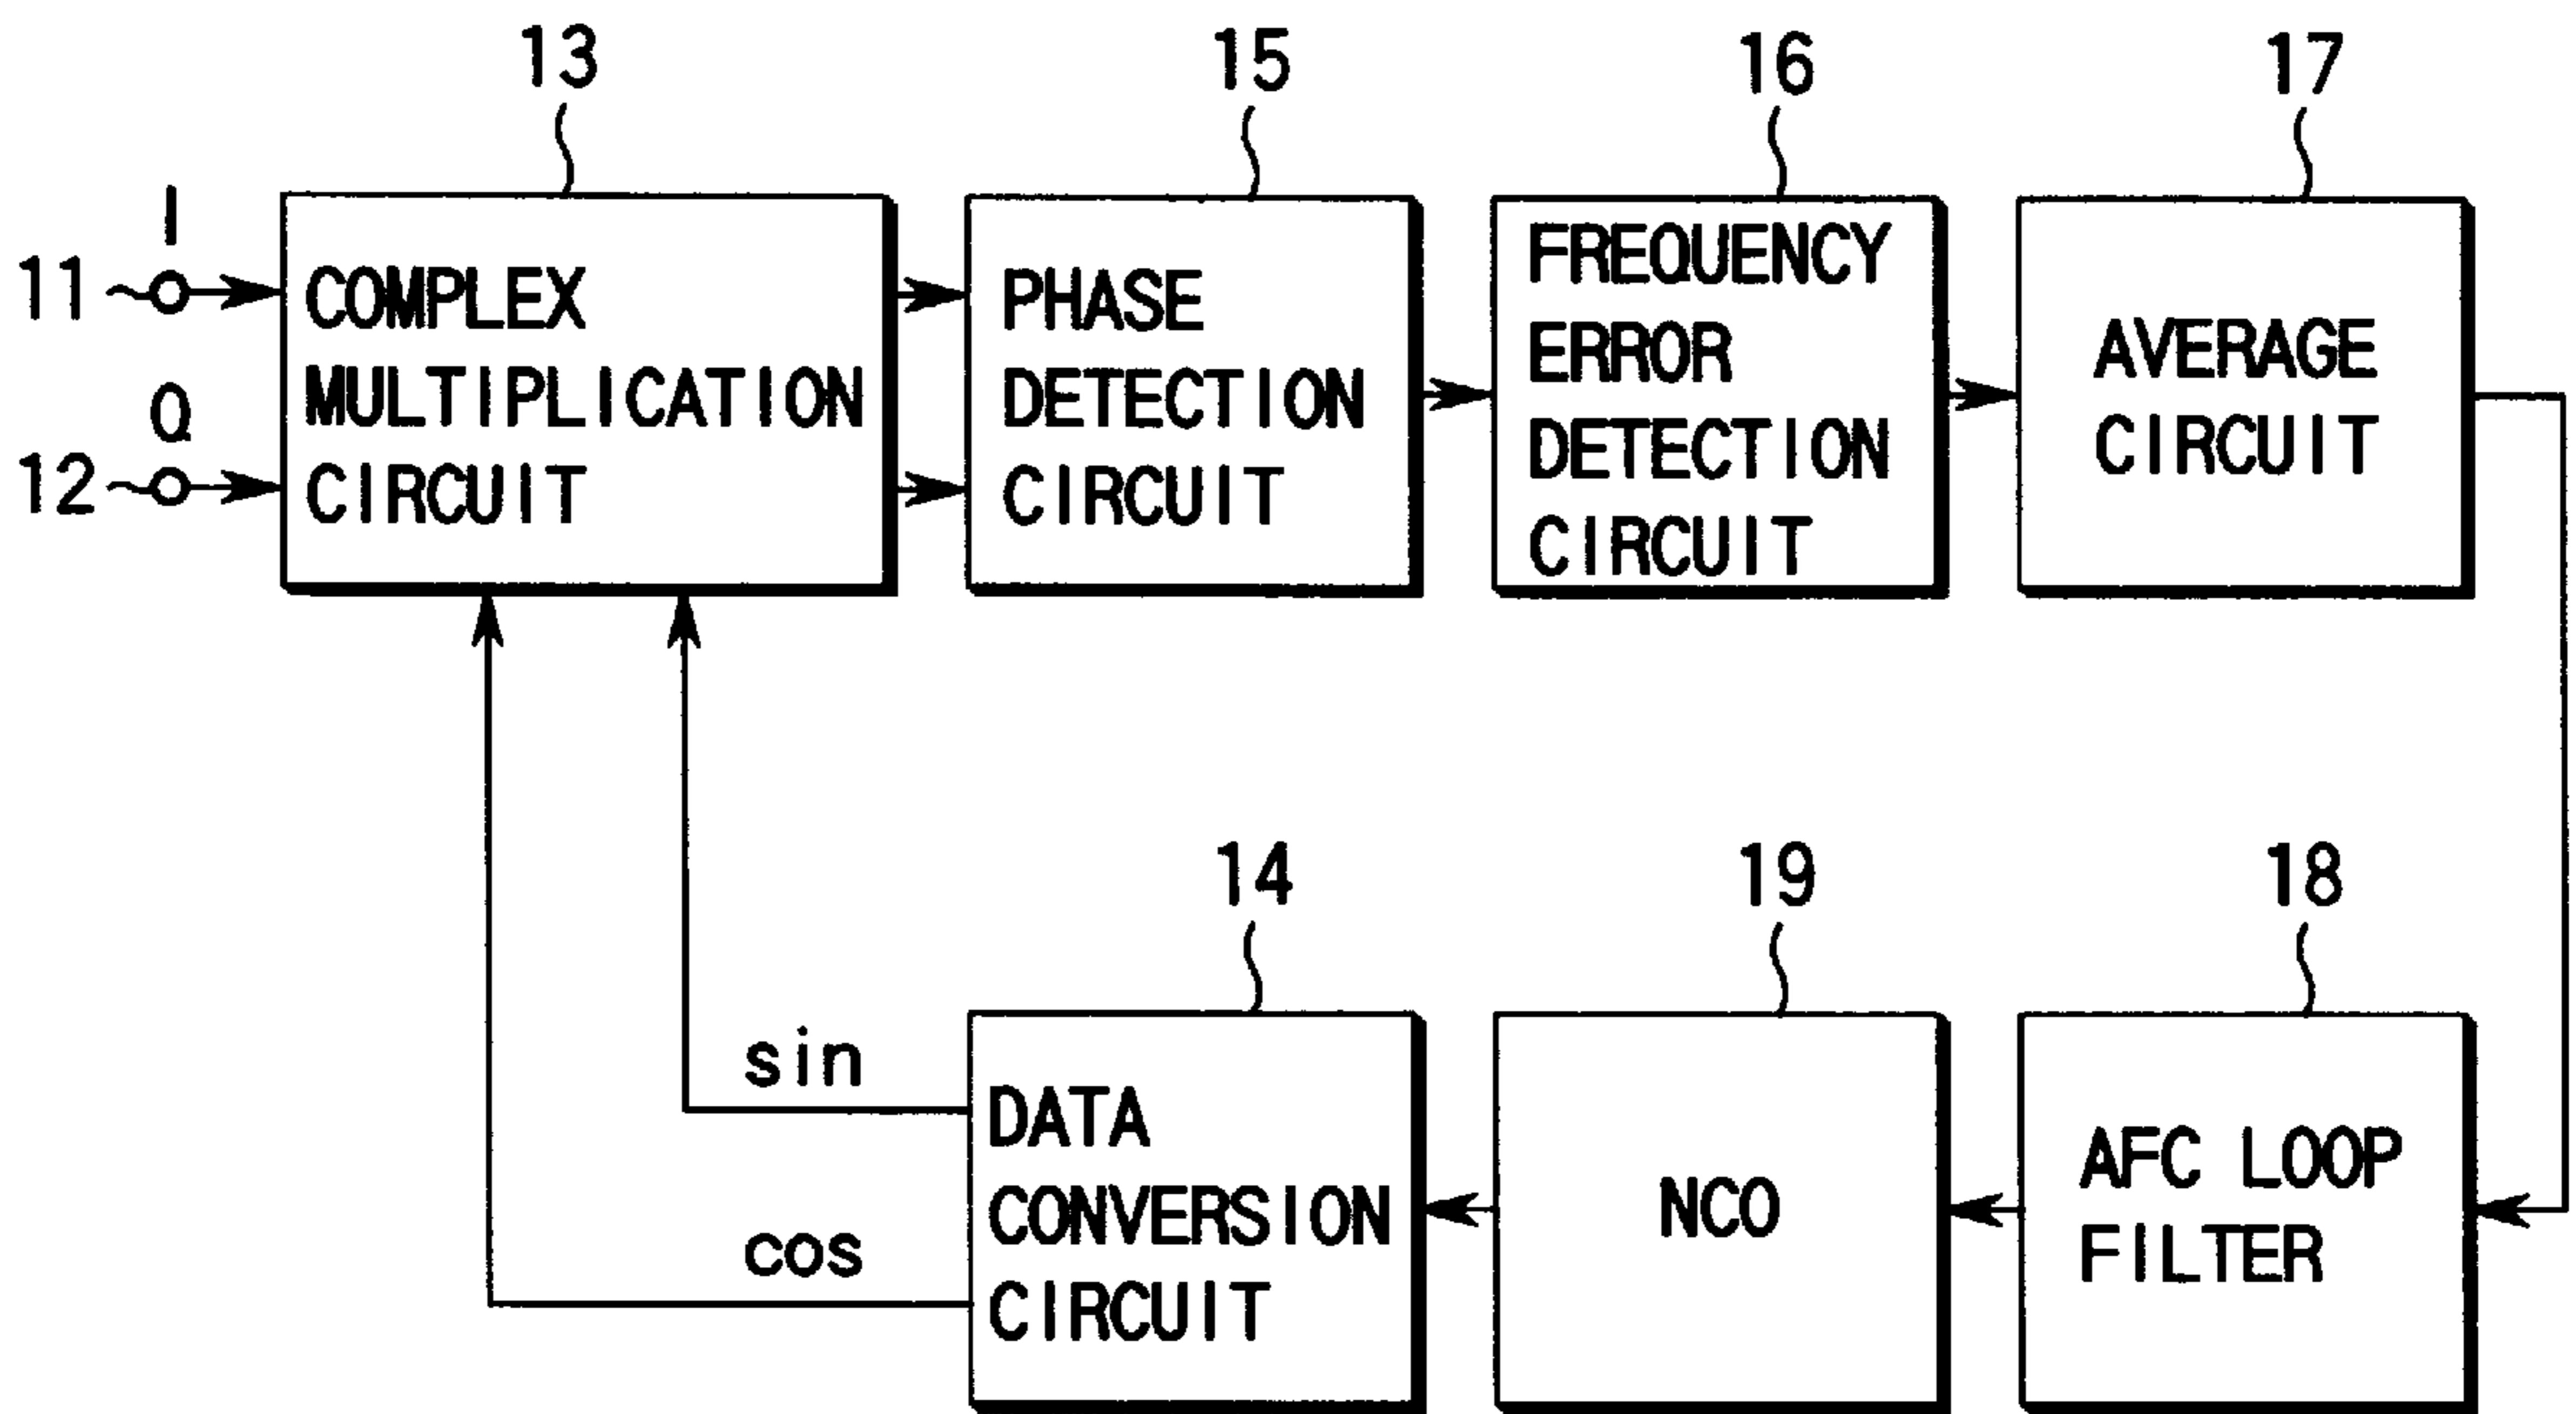 13
15
16
17
I
11
COMPLEX
MULTIPLICATION
CIRCUIT
Q
12
PHASE
DETECTION
CIRCUIT
FREQUENCY
ERROR
DETECTION
CIRCUIT
AVERAGE
CIRCUIT
14
19
18
sin
cos
DATA
CONVERSION
CIRCUIT
NCO
AFC LOOP
FILTER